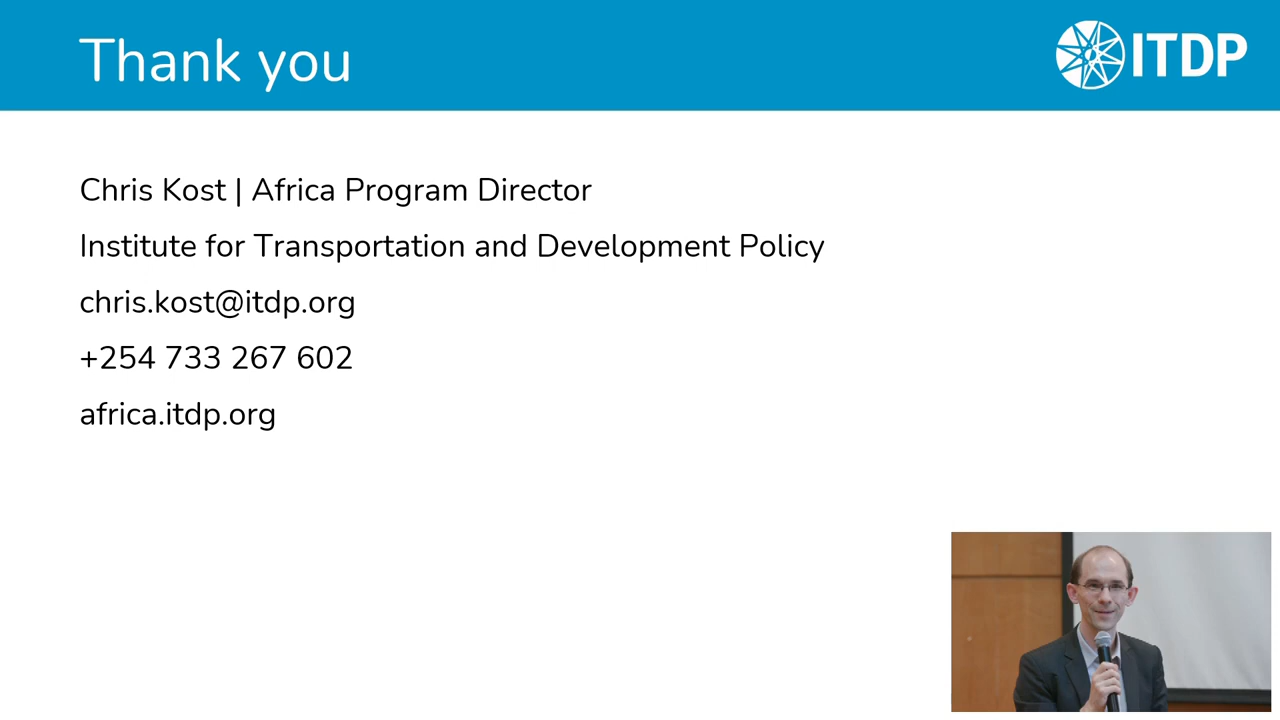 Thank you
ITDP
Chris Kost | Africa Program Director
Institute for Transportation and Development Policy
chris.kost@itdp.org
+254 733 267 602
africa.itdp.org